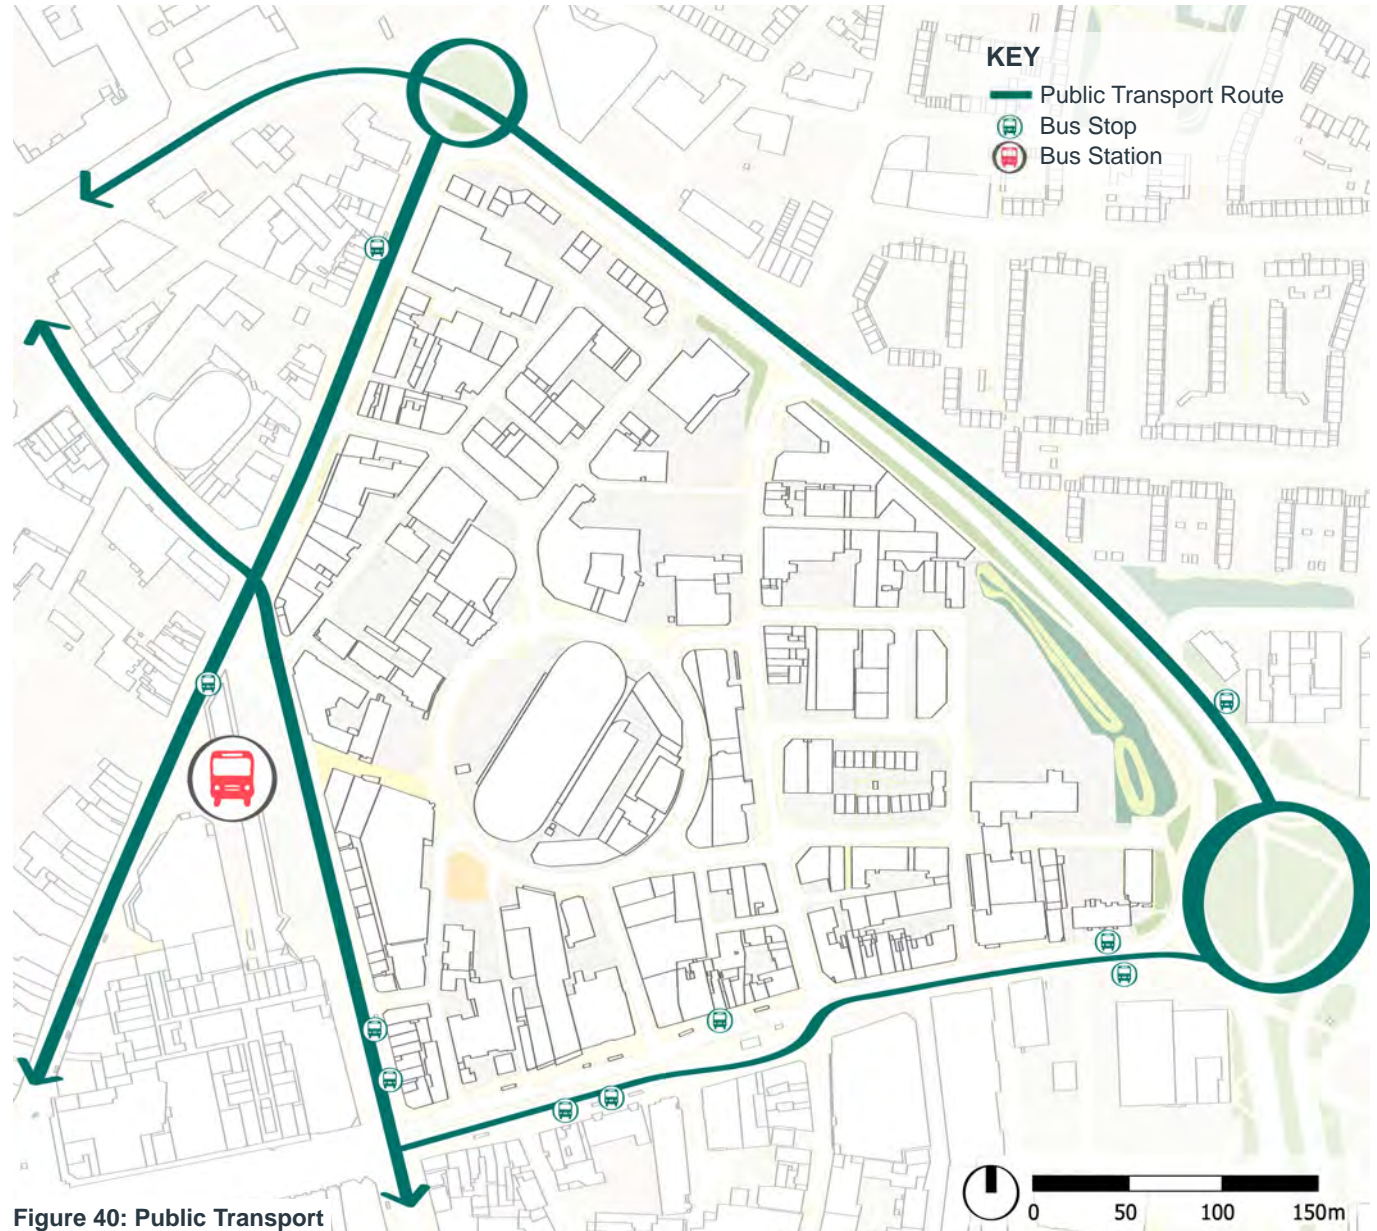 KEY
Public Transport Route
Bus Stop
Bus Station
0 50 100 150m
Figure 40: Public Transport